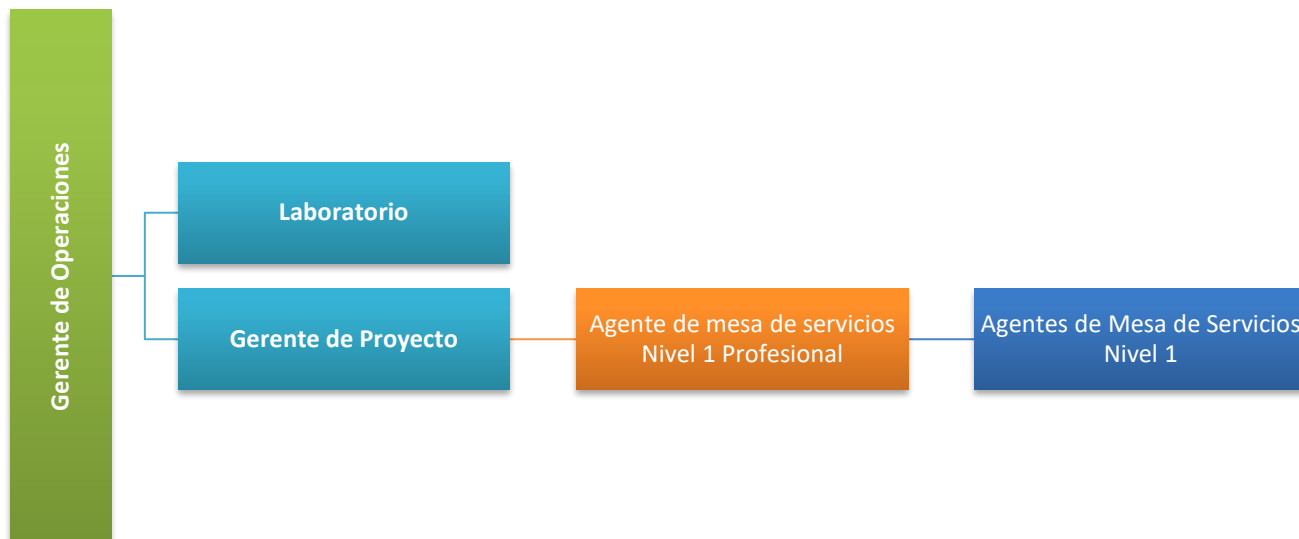 Gerente de Operaciones
Laboratorio
Gerente de Proyecto
Agente de mesa de servicios
Nivel 1 Profesional
Agentes de Mesa de Servicios
Nivel 1